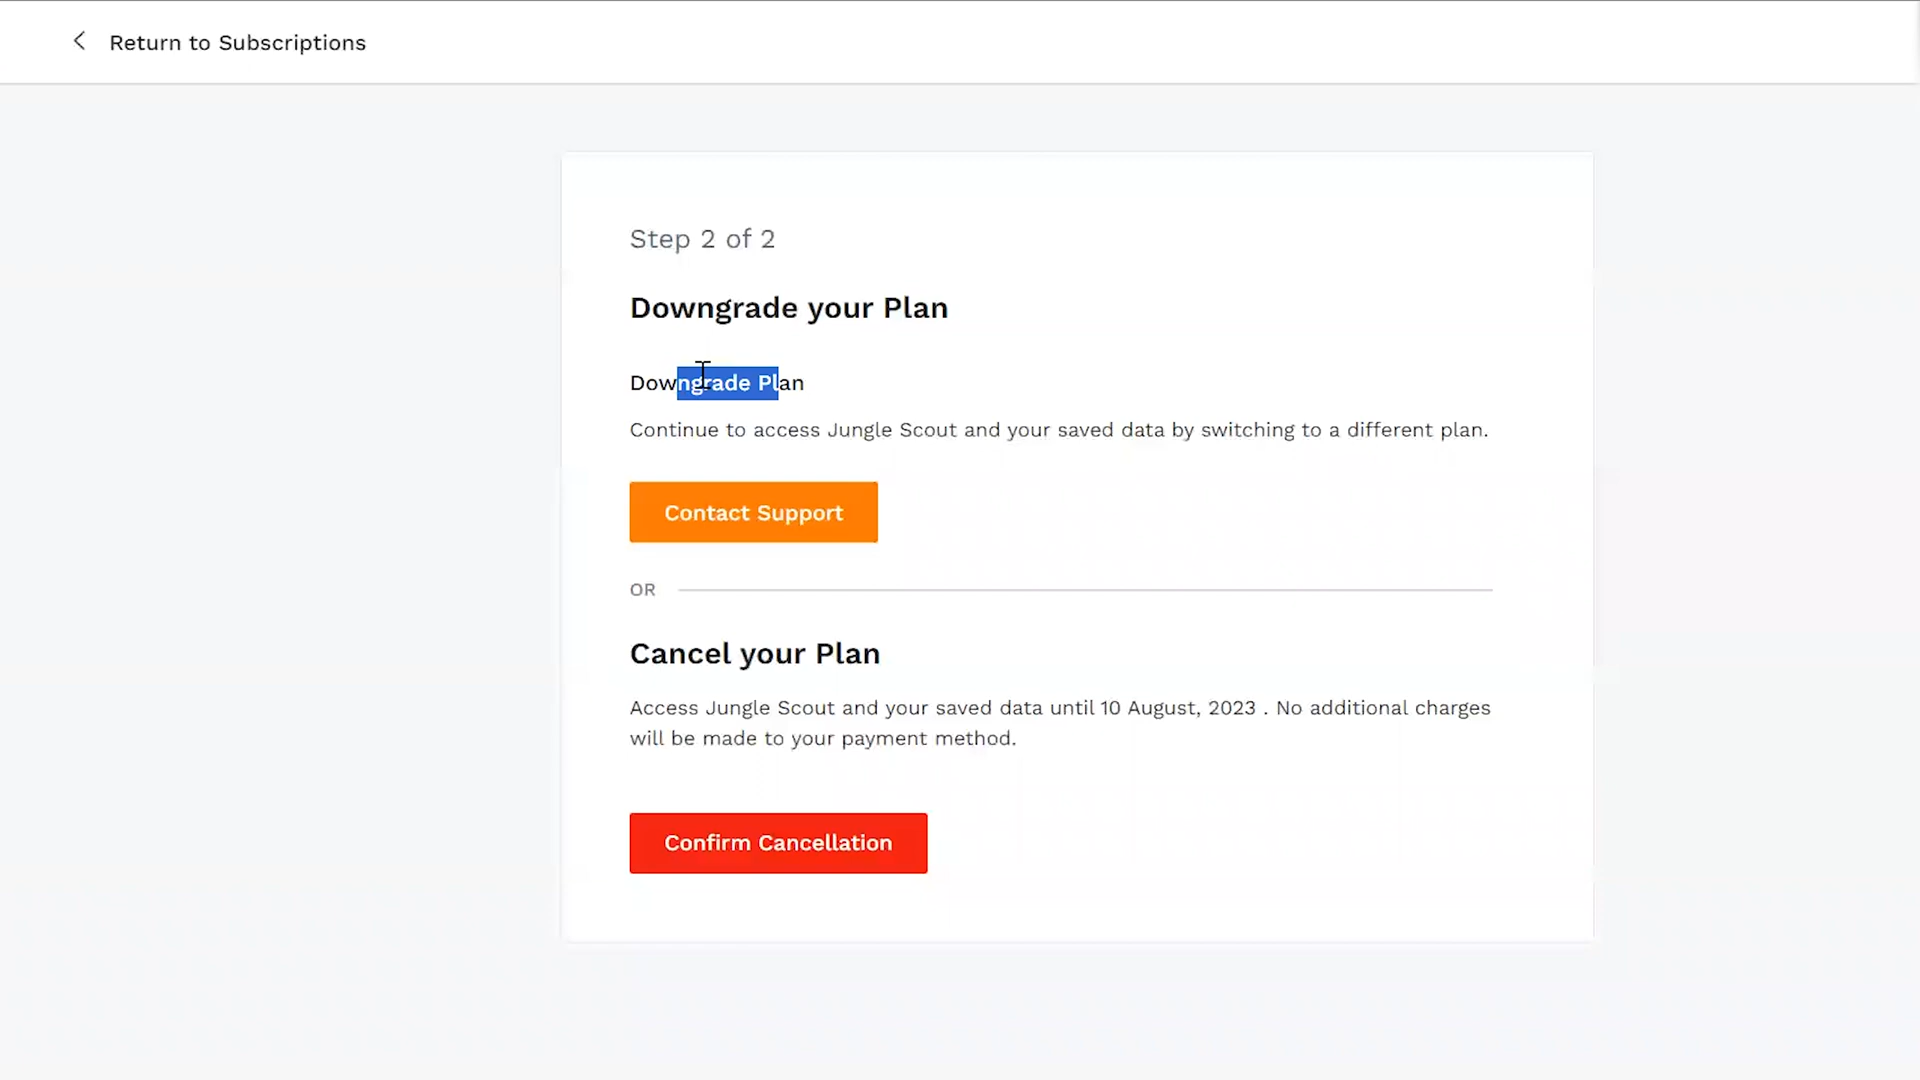 Return to Subscriptions
Step 2 of 2
Downgrade your Plan
Downgrade Plan
Continue to access Jungle Scout and your saved data by switching to a different plan.
Contact Support
OR
Cancel your Plan
Access Jungle Scout and your saved data until 10 August, 2023 . No additional charges
will be made to your payment method.
Confirm Cancellation